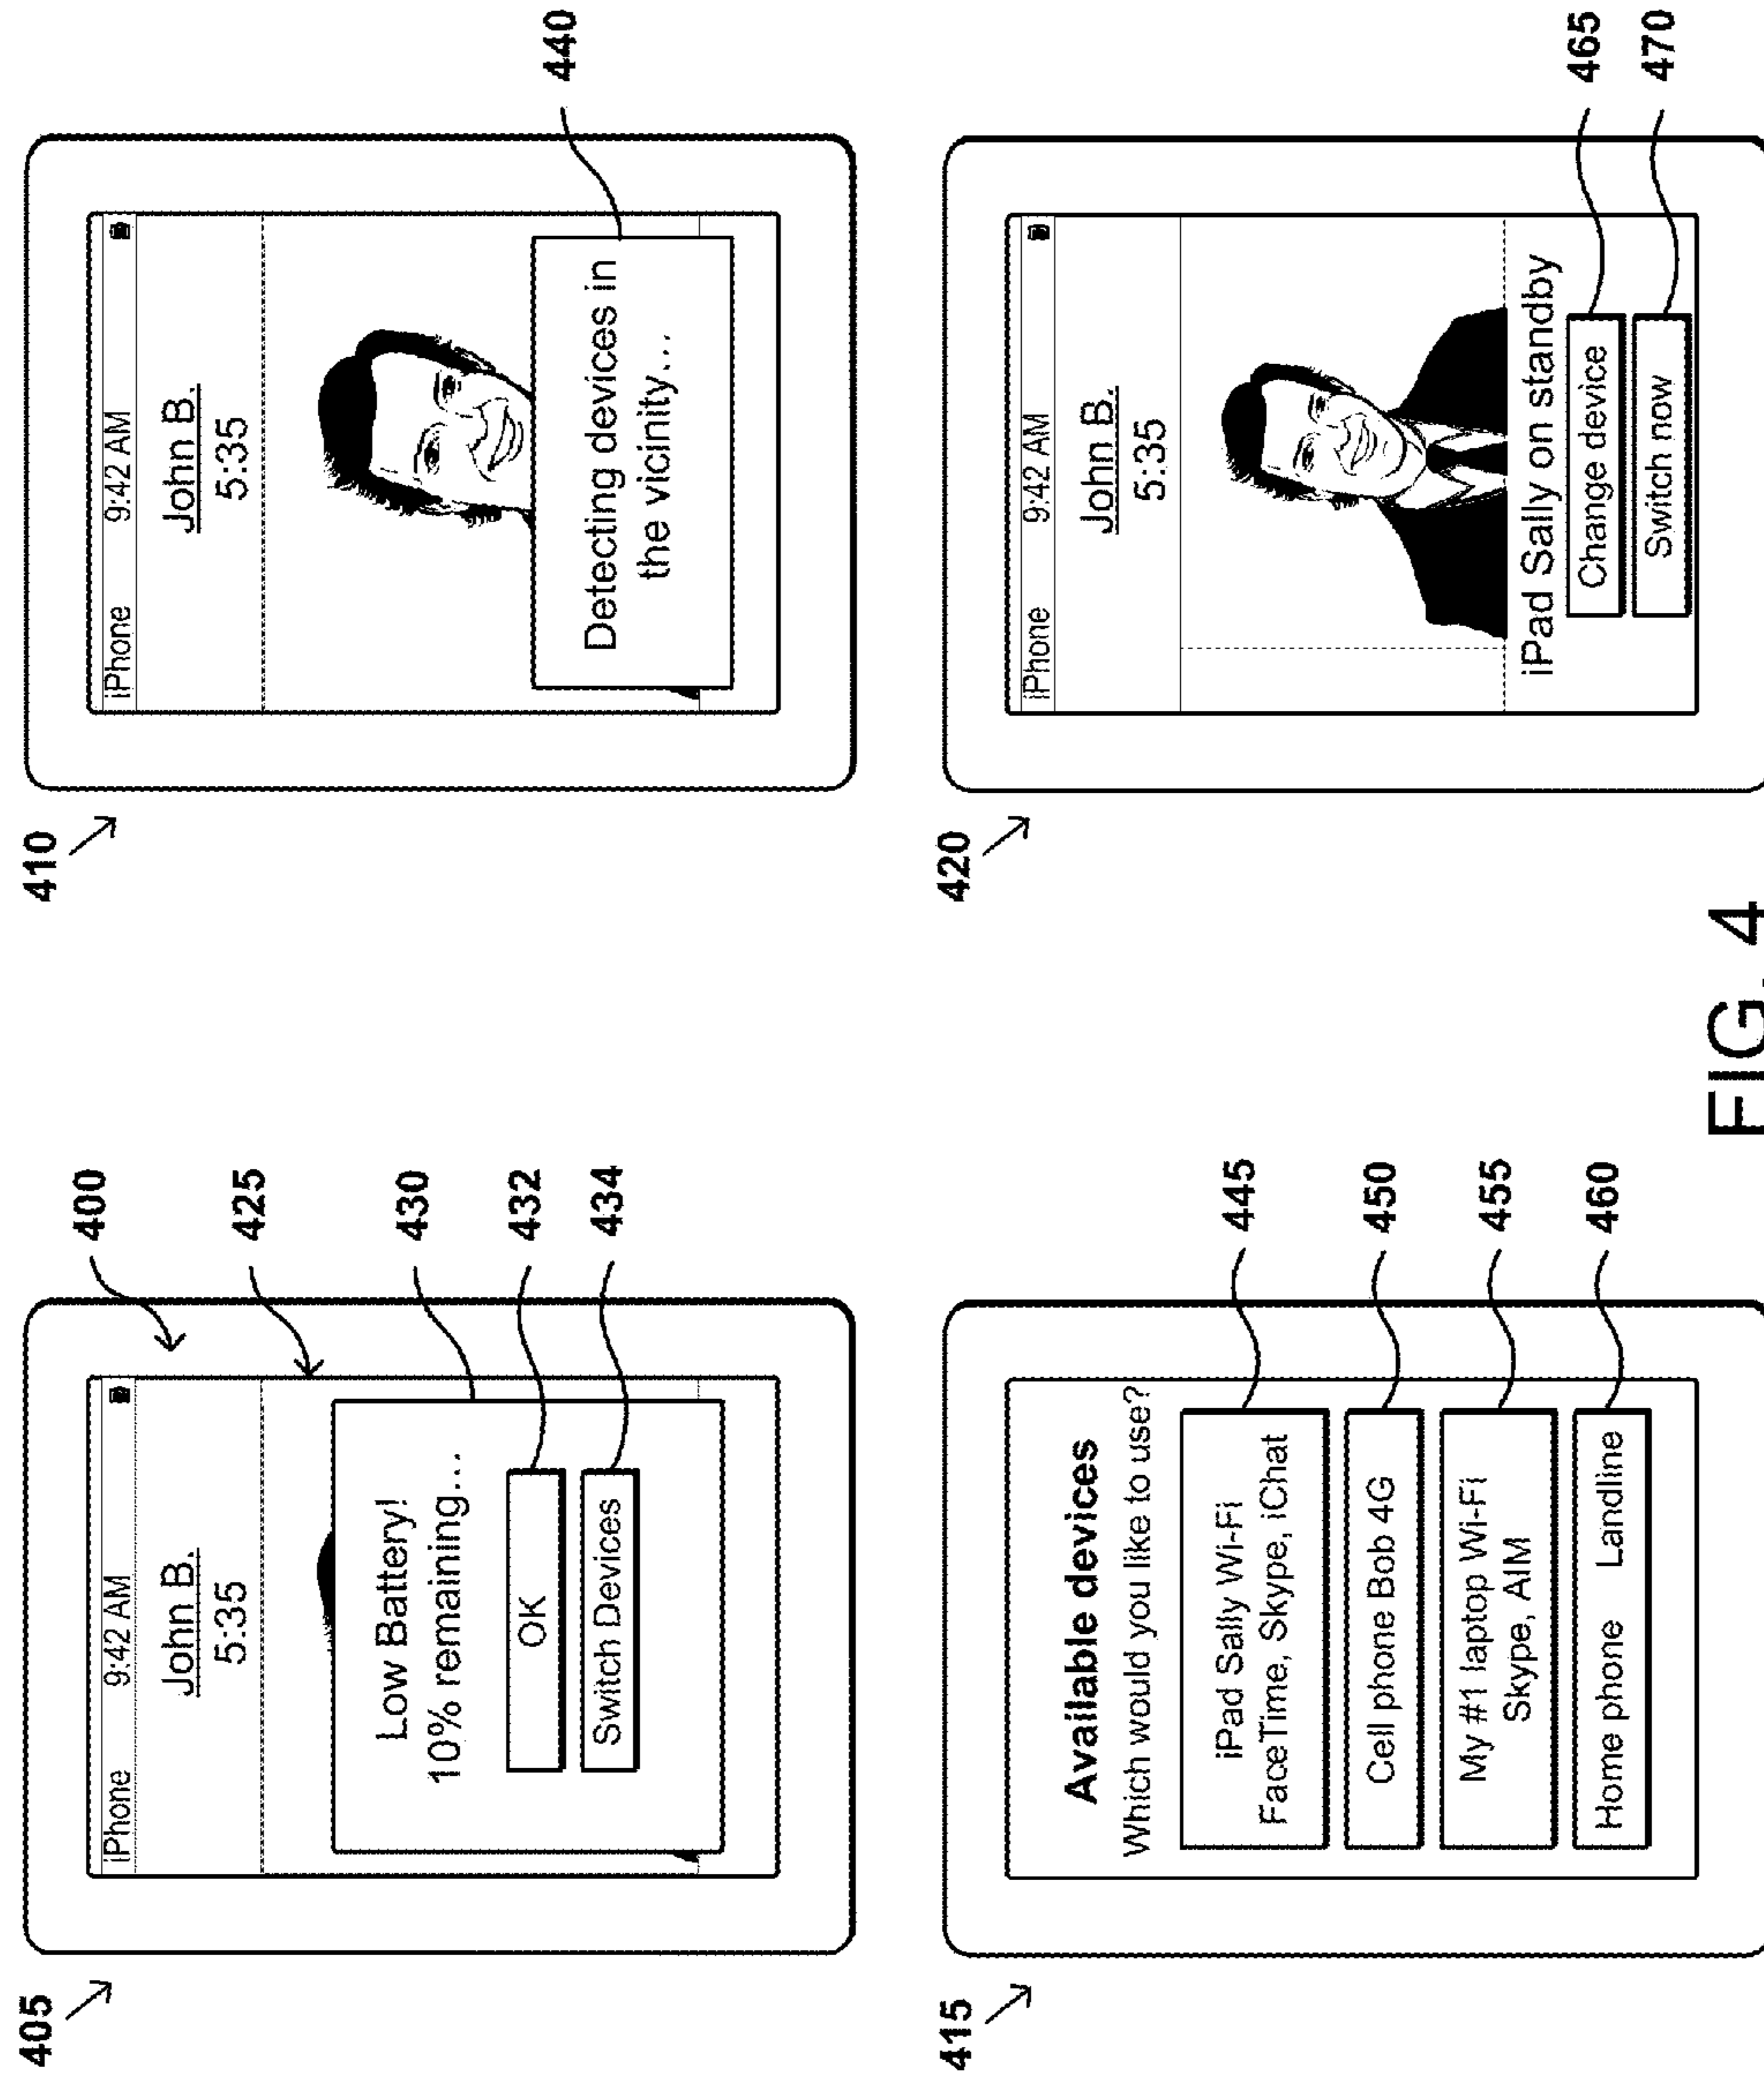 405
400
iPhone 9:42 AM
John B.
5:35
425
Low Battery!
10% remaining...
430
OK
432
Switch Devices
434
410
iPhone 9:42 AM
John B.
5:35
Detecting devices in
the vicinity...
440
415
Available devices
Which would you like to use?
iPad Sally Wi-Fi
FaceTime, Skype, iChat
445
Cell phone Bob 4G
450
My #1 laptop Wi-Fi
Skype, AIM
455
Home phone Landline
460
420
iPhone 9:42 AM
John B.
5:35
iPad Sally on standby
Change device
465
Switch now
470
FIG. 4